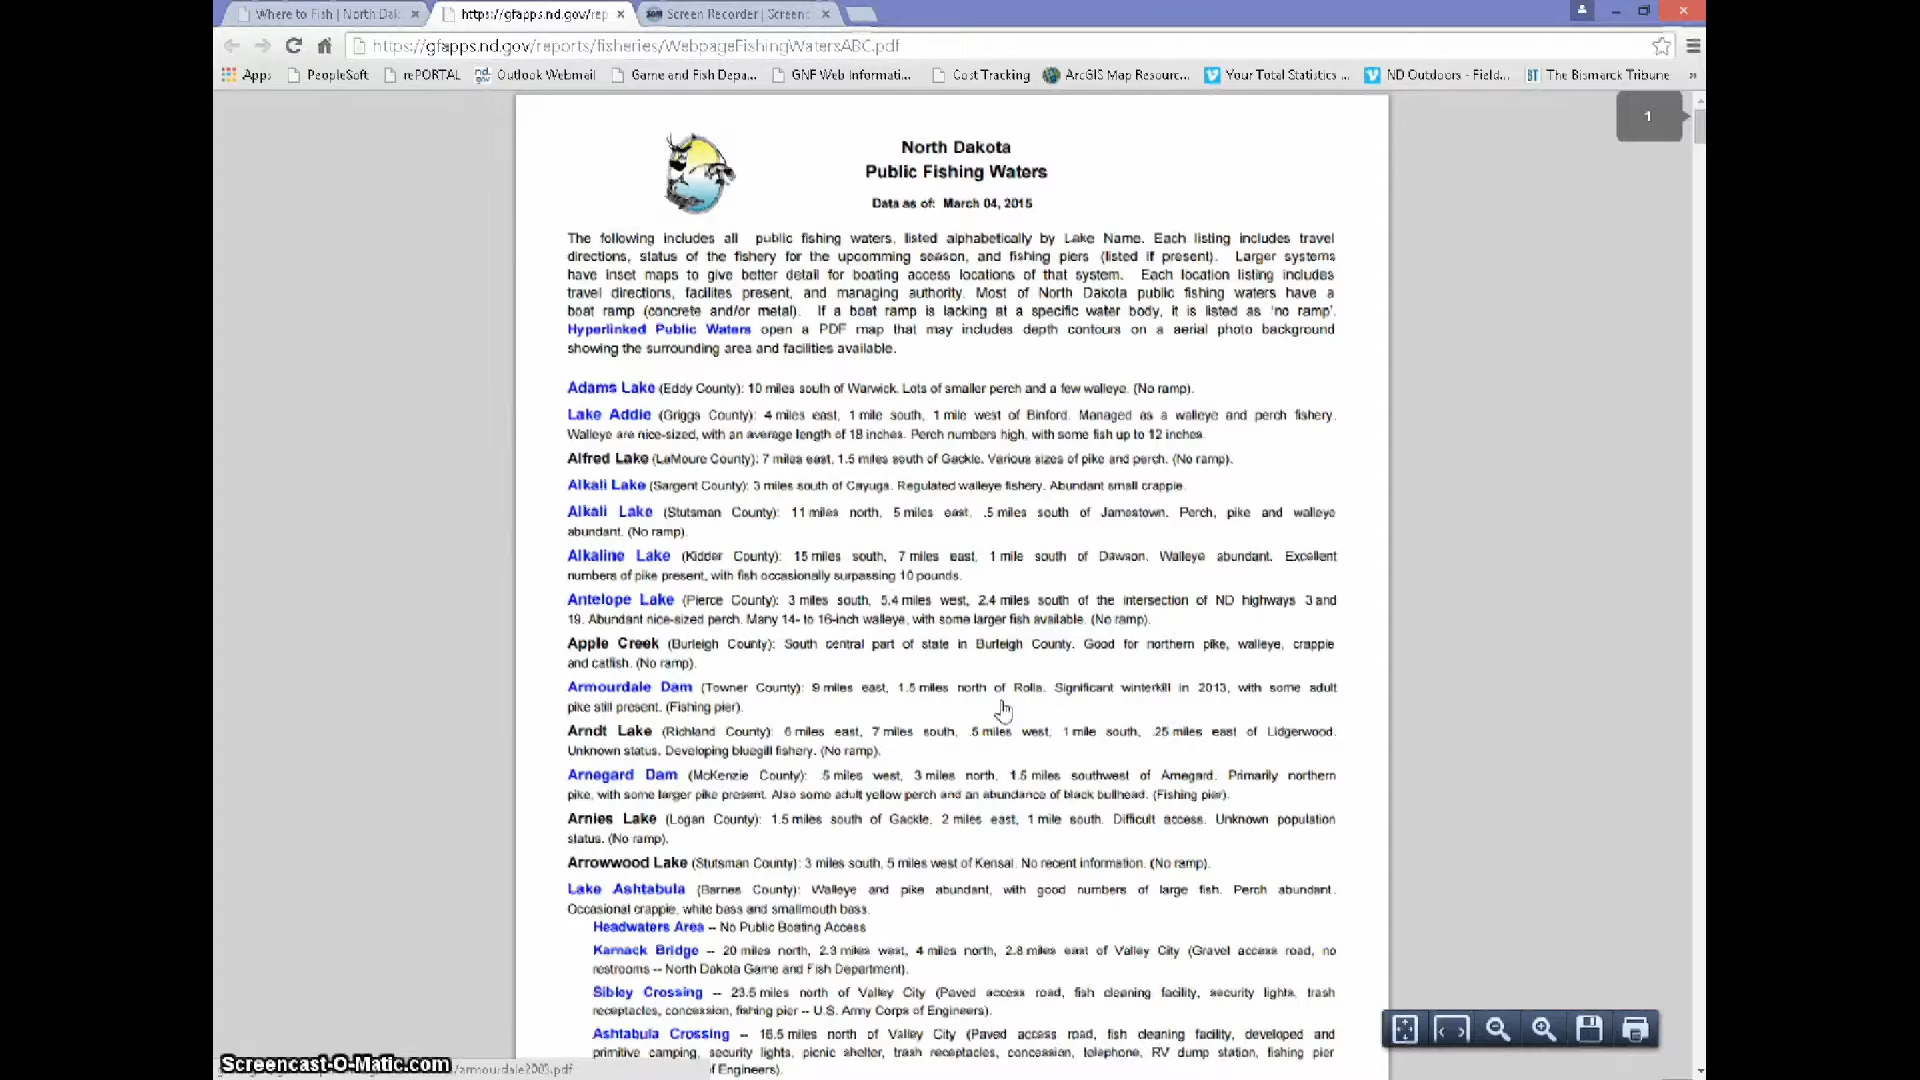 Where to Fish | North Dak
https://gfapps.nd.gov/rep
Screen Recorder | Screenc
https://gfapps.nd.gov/reports/fisheries/WebpageFishingWatersABC.pdf
Apps PeopleSoft rePORTAL Outlook Webmail Game and Fish Depa... GNF Web Informati... Cost Tracking ArcGIS Map Resourc... Your Total Statistics ... ND Outdoors - Field... The Bismarck Tribune »
1
North Dakota
Public Fishing Waters
Data as of: March 04, 2015
The following includes all public fishing waters, listed alphabetically by Lake Name. Each listing includes travel
directions, status of the fishery for the upcomming season, and fishing piers (listed if present). Larger systems
have inset maps to give better detail for boating access locations of that system. Each location listing includes
travel directions, facilites present, and managing authority. Most of North Dakota public fishing waters have a
boat ramp (concrete and/or metal). If a boat ramp is lacking at a specific water body, it is listed as 'no ramp'.
Hyperlinked Public Waters open a PDF map that may includes depth contours on a aerial photo background
showing the surrounding area and facilities available.
Adams Lake (Eddy County): 10 miles south of Warwick. Lots of smaller perch and a few walleye. (No ramp).
Lake Addie (Griggs County): 4 miles east, 1 mile south, 1 mile west of Binford. Managed as a walleye and perch fishery.
Walleye are nice-sized, with an average length of 18 inches. Perch numbers high, with some fish up to 12 inches.
Alfred Lake (LaMoure County): 7 miles east, 1.5 miles south of Gackle. Various sizes of pike and perch. (No ramp).
Alkali Lake (Sargent County): 3 miles south of Cayuga. Regulated walleye fishery. Abundant small crappie.
Alkali Lake (Stutsman County): 11 miles north, 5 miles east, .5 miles south of Jamestown. Perch, pike and walleye
abundant. (No ramp).
Alkaline Lake (Kidder County): 15 miles south, 7 miles east, 1 mile south of Dawson. Walleye abundant. Excellent
numbers of pike present, with fish occasionally surpassing 10 pounds.
Antelope Lake (Pierce County): 3 miles south, 5.4 miles west, 2.4 miles south of the intersection of ND highways 3 and
19. Abundant nice-sized perch. Many 14- to 16-inch walleye, with some larger fish available. (No ramp).
Apple Creek (Burleigh County): South central part of state in Burleigh County. Good for northern pike, walleye, crappie
and catfish. (No ramp).
Armourdale Dam (Towner County): 9 miles east, 1.5 miles north of Rolla. Significant winterkill in 2013, with some adult
pike still present. (Fishing pier).
Arndt Lake (Richland County): 6 miles east, 7 miles south, .5 miles west, 1 mile south, .25 miles east of Lidgerwood.
Unknown status. Developing bluegill fishery. (No ramp).
Arnegard Dam (McKenzie County): .5 miles west, 3 miles north, 1.5 miles southwest of Arnegard. Primarily northern
pike, with some larger pike present. Also some adult yellow perch and an abundance of black bullhead. (Fishing pier).
Arnies Lake (Logan County): 1.5 miles south of Gackle, 2 miles east, 1 mile south. Difficult access. Unknown population
status. (No ramp).
Arrowwood Lake (Stutsman County): 3 miles south, 5 miles west of Kensal. No recent information. (No ramp).
Lake Ashtabula (Barnes County): Walleye and pike abundant, with good numbers of large fish. Perch abundant.
Occasional crappie, white bass and smallmouth bass.
Headwaters Area -- No Public Boating Access
Karnack Bridge -- 20 miles north, 2.3 miles west, 4 miles north, 2.8 miles east of Valley City (Gravel access road, no
restrooms -- North Dakota Game and Fish Department).
Sibley Crossing -- 23.5 miles north of Valley City (Paved access road, fish cleaning facility, security lights, trash
receptacles, concession, fishing pier -- U.S. Army Corps of Engineers).
Ashtabula Crossing -- 16.5 miles north of Valley City (Paved access road, fish cleaning facility, developed and
primitive camping, security lights, picnic shelter, trash receptacles, concession, telephone, RV dump station, fishing pier
f Engineers).
Screencast-O-Matic.com
/armourdale2003.pdf